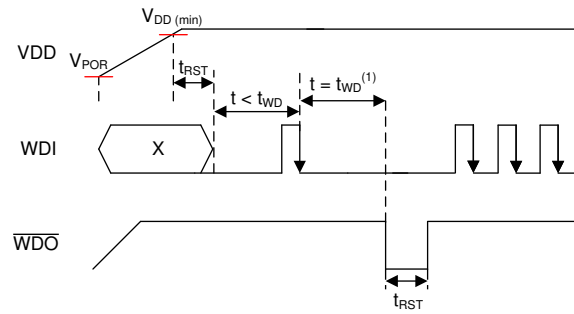 VDD (min)
VDD
VPOR
tRST
t < tWD
t = tWD(1)
WDI
X
WDO
tRST